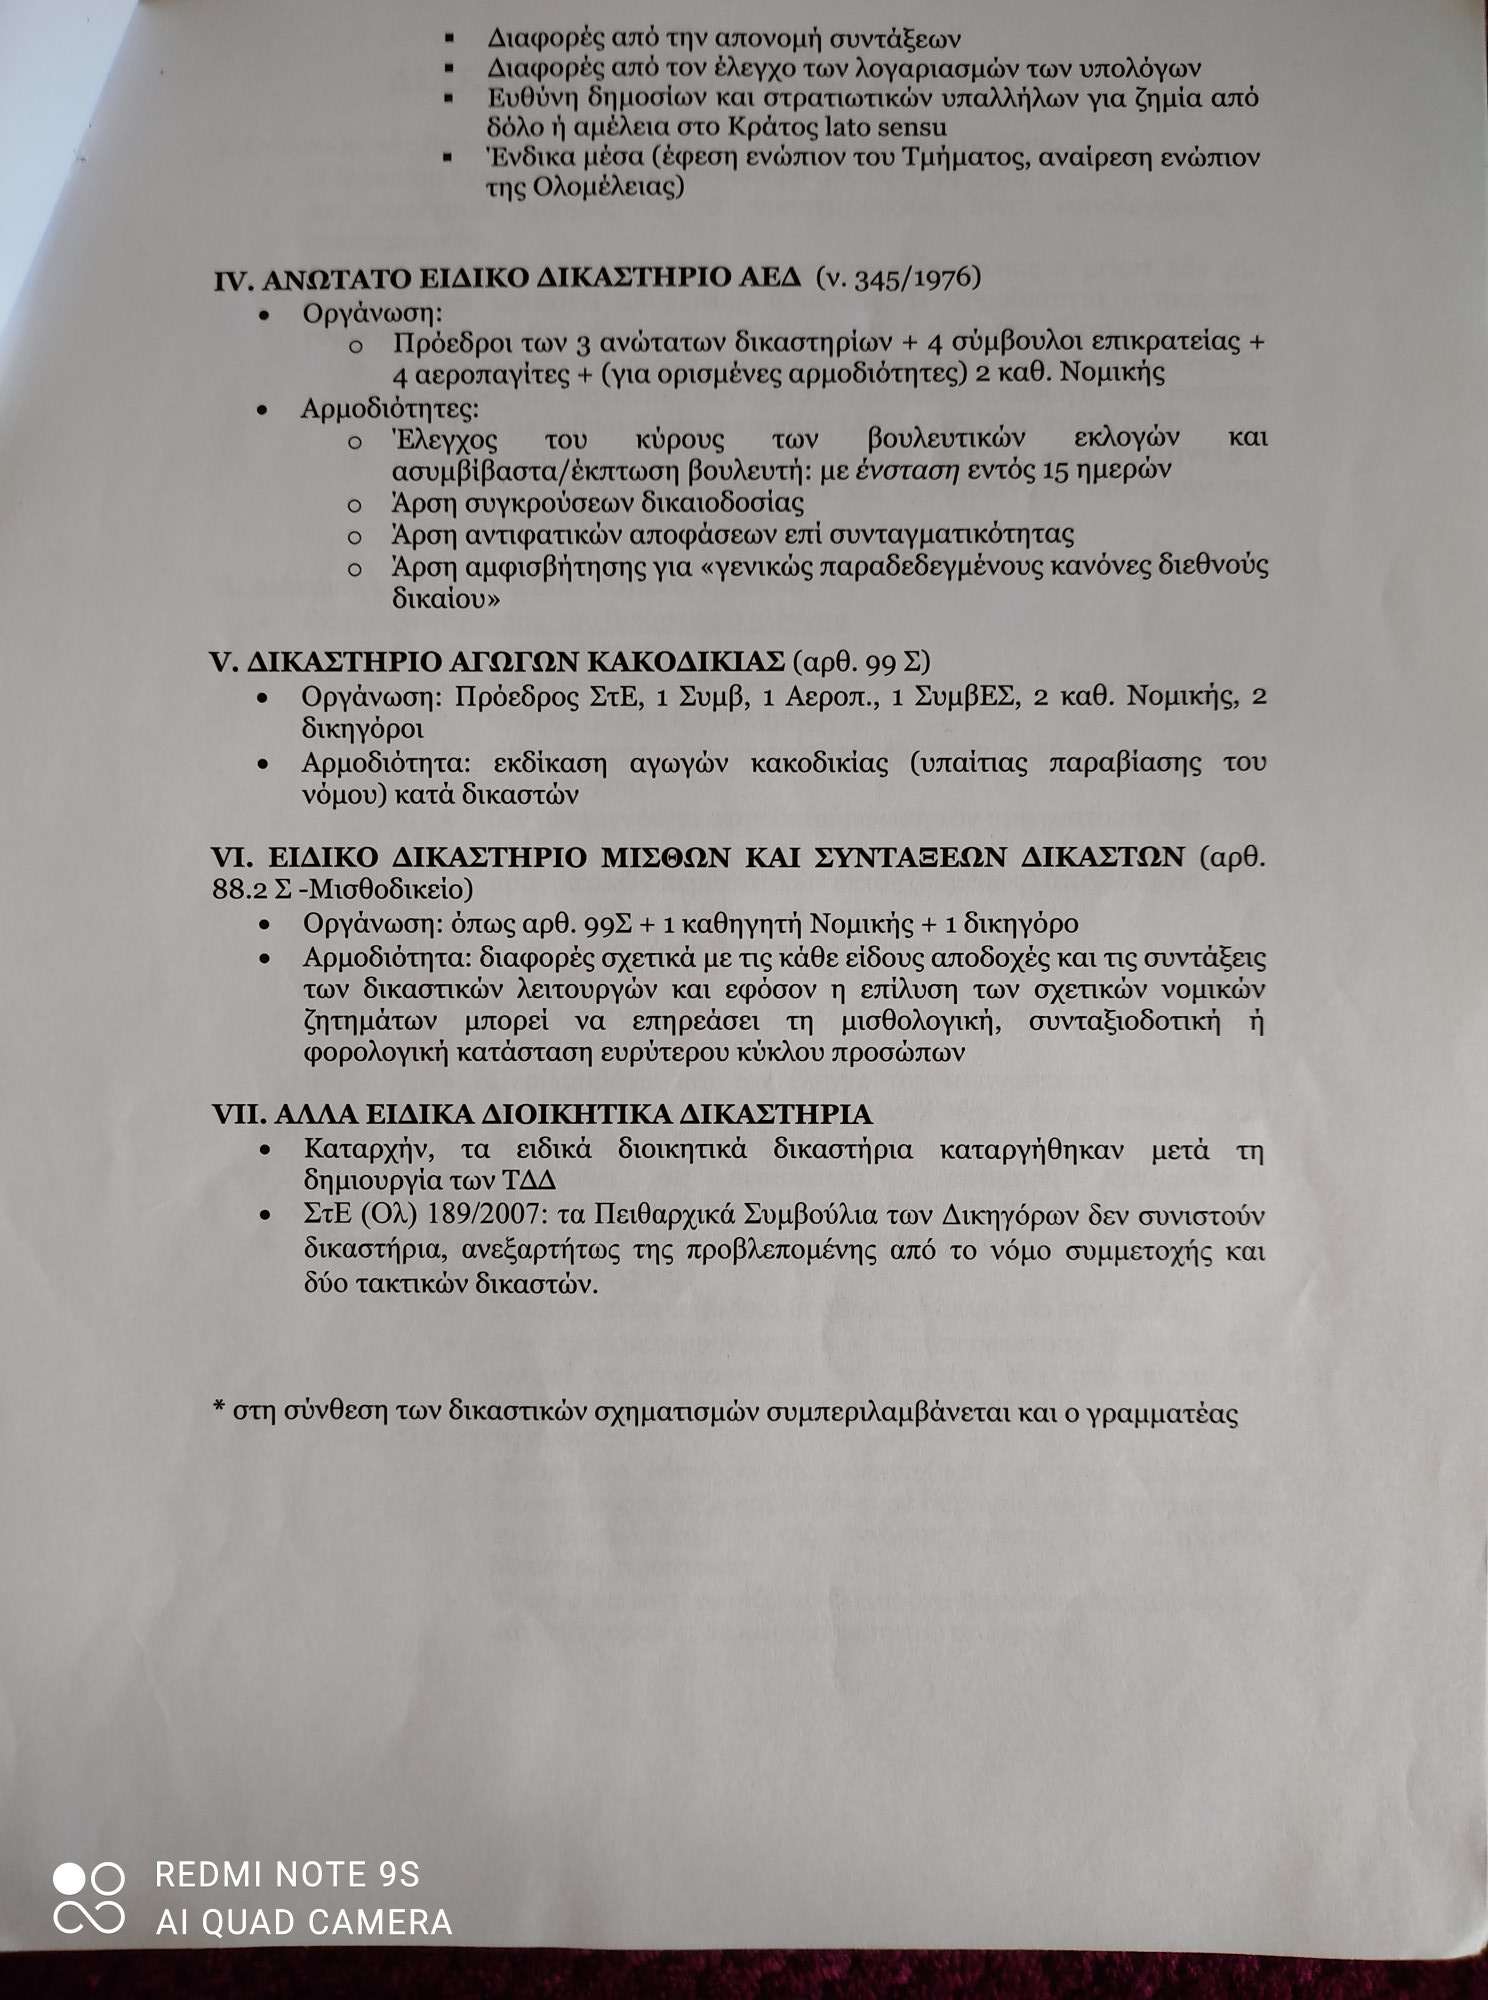 ▪ Διαφορές από την απονομή συντάξεων
▪ Διαφορές από τον έλεγχο των λογαριασμών των υπολόγων
▪ Ευθύνη δημοσίων και στρατιωτικών υπαλλήλων για ζημία από
δόλο ή αμέλεια στο Κράτος lato sensu
▪ Ένδικα μέσα (έφεση ενώπιον του Τμήματος, αναίρεση ενώπιον
της Ολομέλειας)
IV. ΑΝΩΤΑΤΟ ΕΙΔΙΚΟ ΔΙΚΑΣΤΗΡΙΟ ΑΕΔ (ν. 345/1976)
• Οργάνωση:
o Πρόεδροι των 3 ανώτατων δικαστηρίων + 4 σύμβουλοι επικρατείας +
4 αεροπαγίτες + (για ορισμένες αρμοδιότητες) 2 καθ. Νομικής
• Αρμοδιότητες:
o Έλεγχος του κύρους των βουλευτικών εκλογών και
ασυμβίβαστα/έκπτωση βουλευτή: με ένσταση εντός 15 ημερών
o Άρση συγκρούσεων δικαιοδοσίας
o Άρση αντιφατικών αποφάσεων επί συνταγματικότητας
o Άρση αμφισβήτησης για «γενικώς παραδεδεγμένους κανόνες διεθνούς
δικαίου»
V. ΔΙΚΑΣΤΗΡΙΟ ΑΓΩΓΩΝ ΚΑΚΟΔΙΚΙΑΣ (αρθ. 99 Σ)
• Οργάνωση: Πρόεδρος ΣτΕ, 1 Συμβ, 1 Αεροπ., 1 ΣυμβΕΣ, 2 καθ. Νομικής, 2
δικηγόροι
• Αρμοδιότητα: εκδίκαση αγωγών κακοδικίας (υπαίτιας παραβίασης του
νόμου) κατά δικαστών
VI. ΕΙΔΙΚΟ ΔΙΚΑΣΤΗΡΙΟ ΜΙΣΘΩΝ ΚΑΙ ΣΥΝΤΑΞΕΩΝ ΔΙΚΑΣΤΩΝ (αρθ.
88.2 Σ -Μισθοδικείο)
• Οργάνωση: όπως αρθ. 99Σ + 1 καθηγητή Νομικής + 1 δικηγόρο
• Αρμοδιότητα: διαφορές σχετικά με τις κάθε είδους αποδοχές και τις συντάξεις
των δικαστικών λειτουργών και εφόσον η επίλυση των σχετικών νομικών
ζητημάτων μπορεί να επηρεάσει τη μισθολογική, συνταξιοδοτική ή
φορολογική κατάσταση ευρύτερου κύκλου προσώπων
VII. ΑΛΛΑ ΕΙΔΙΚΑ ΔΙΟΙΚΗΤΙΚΑ ΔΙΚΑΣΤΗΡΙΑ
• Καταρχήν, τα ειδικά διοικητικά δικαστήρια καταργήθηκαν μετά τη
δημιουργία των ΤΔΔ
• ΣτΕ (Ολ) 189/2007: τα Πειθαρχικά Συμβούλια των Δικηγόρων δεν συνιστούν
δικαστήρια, ανεξαρτήτως της προβλεπομένης από το νόμο συμμετοχής και
δύο τακτικών δικαστών.
* στη σύνθεση των δικαστικών σχηματισμών συμπεριλαμβάνεται και ο γραμματέας
REDMI NOTE 9S
AI QUAD CAMERA